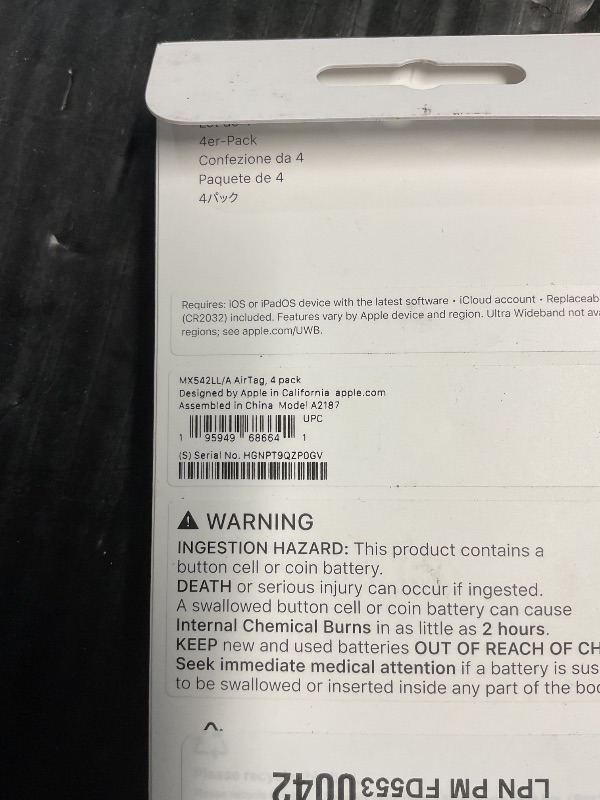 4er-Pack
Confezione da 4
Paquete de 4
4パック
Requires: iOS or iPadOS device with the latest software • iCloud account • Replaceab
(CR2032) included. Features vary by Apple device and region. Ultra Wideband not ava
regions; see apple.com/UWB.
MX542LL/A AirTag, 4 pack
Designed by Apple in California apple.com
Assembled in China Model A2187
UPC
1 95949 68664 1
(S) Serial No. HGNPT9QZP0GV
WARNING
INGESTION HAZARD: This product contains a
button cell or coin battery.
DEATH or serious injury can occur if ingested.
A swallowed button cell or coin battery can cause
Internal Chemical Burns in as little as 2 hours.
KEEP new and used batteries OUT OF REACH OF CH
Seek immediate medical attention if a battery is sus
to be swallowed or inserted inside any part of the bod
LPN PM FD5530042